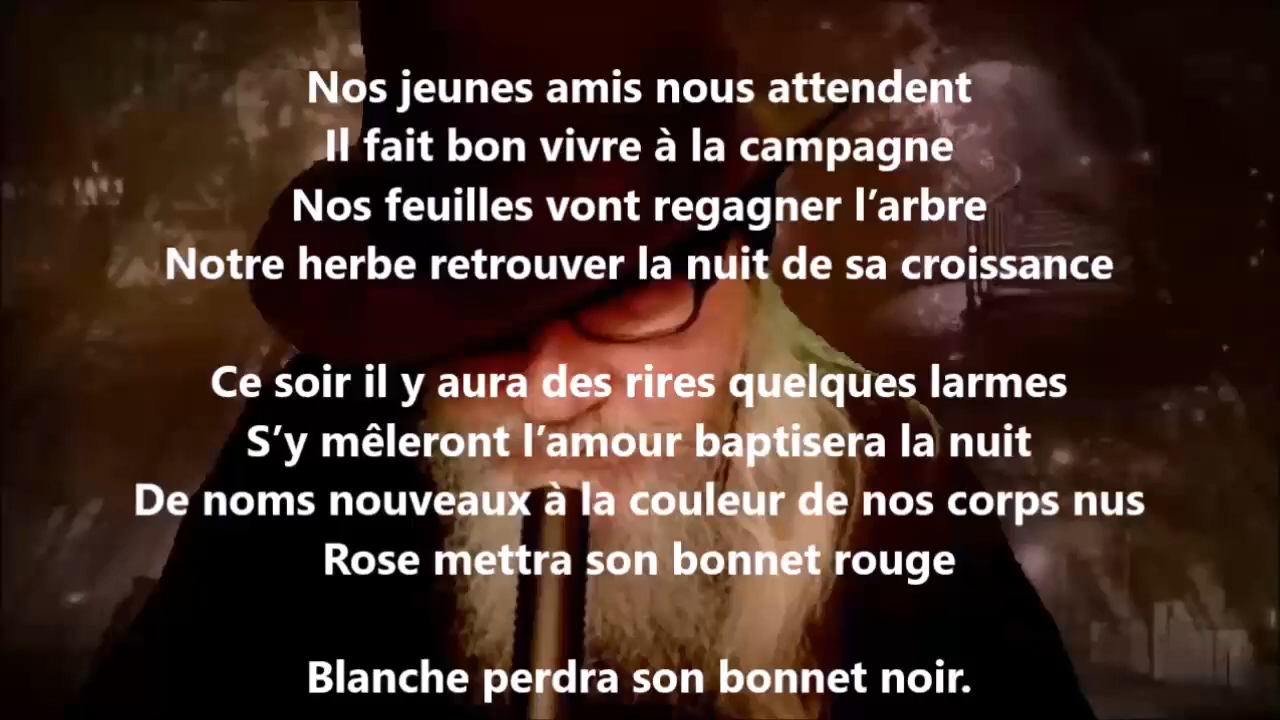 Nos jeunes amis nous attendent
Il fait bon vivre à la campagne
Nos feuilles vont regagner l’arbre
Notre herbe retrouver la nuit de sa croissance
Ce soir il y aura des rires quelques larmes
S’y mêleront l’amour baptisera la nuit
De noms nouveaux à la couleur de nos corps nus
Rose mettra son bonnet rouge
Blanche perdra son bonnet noir.